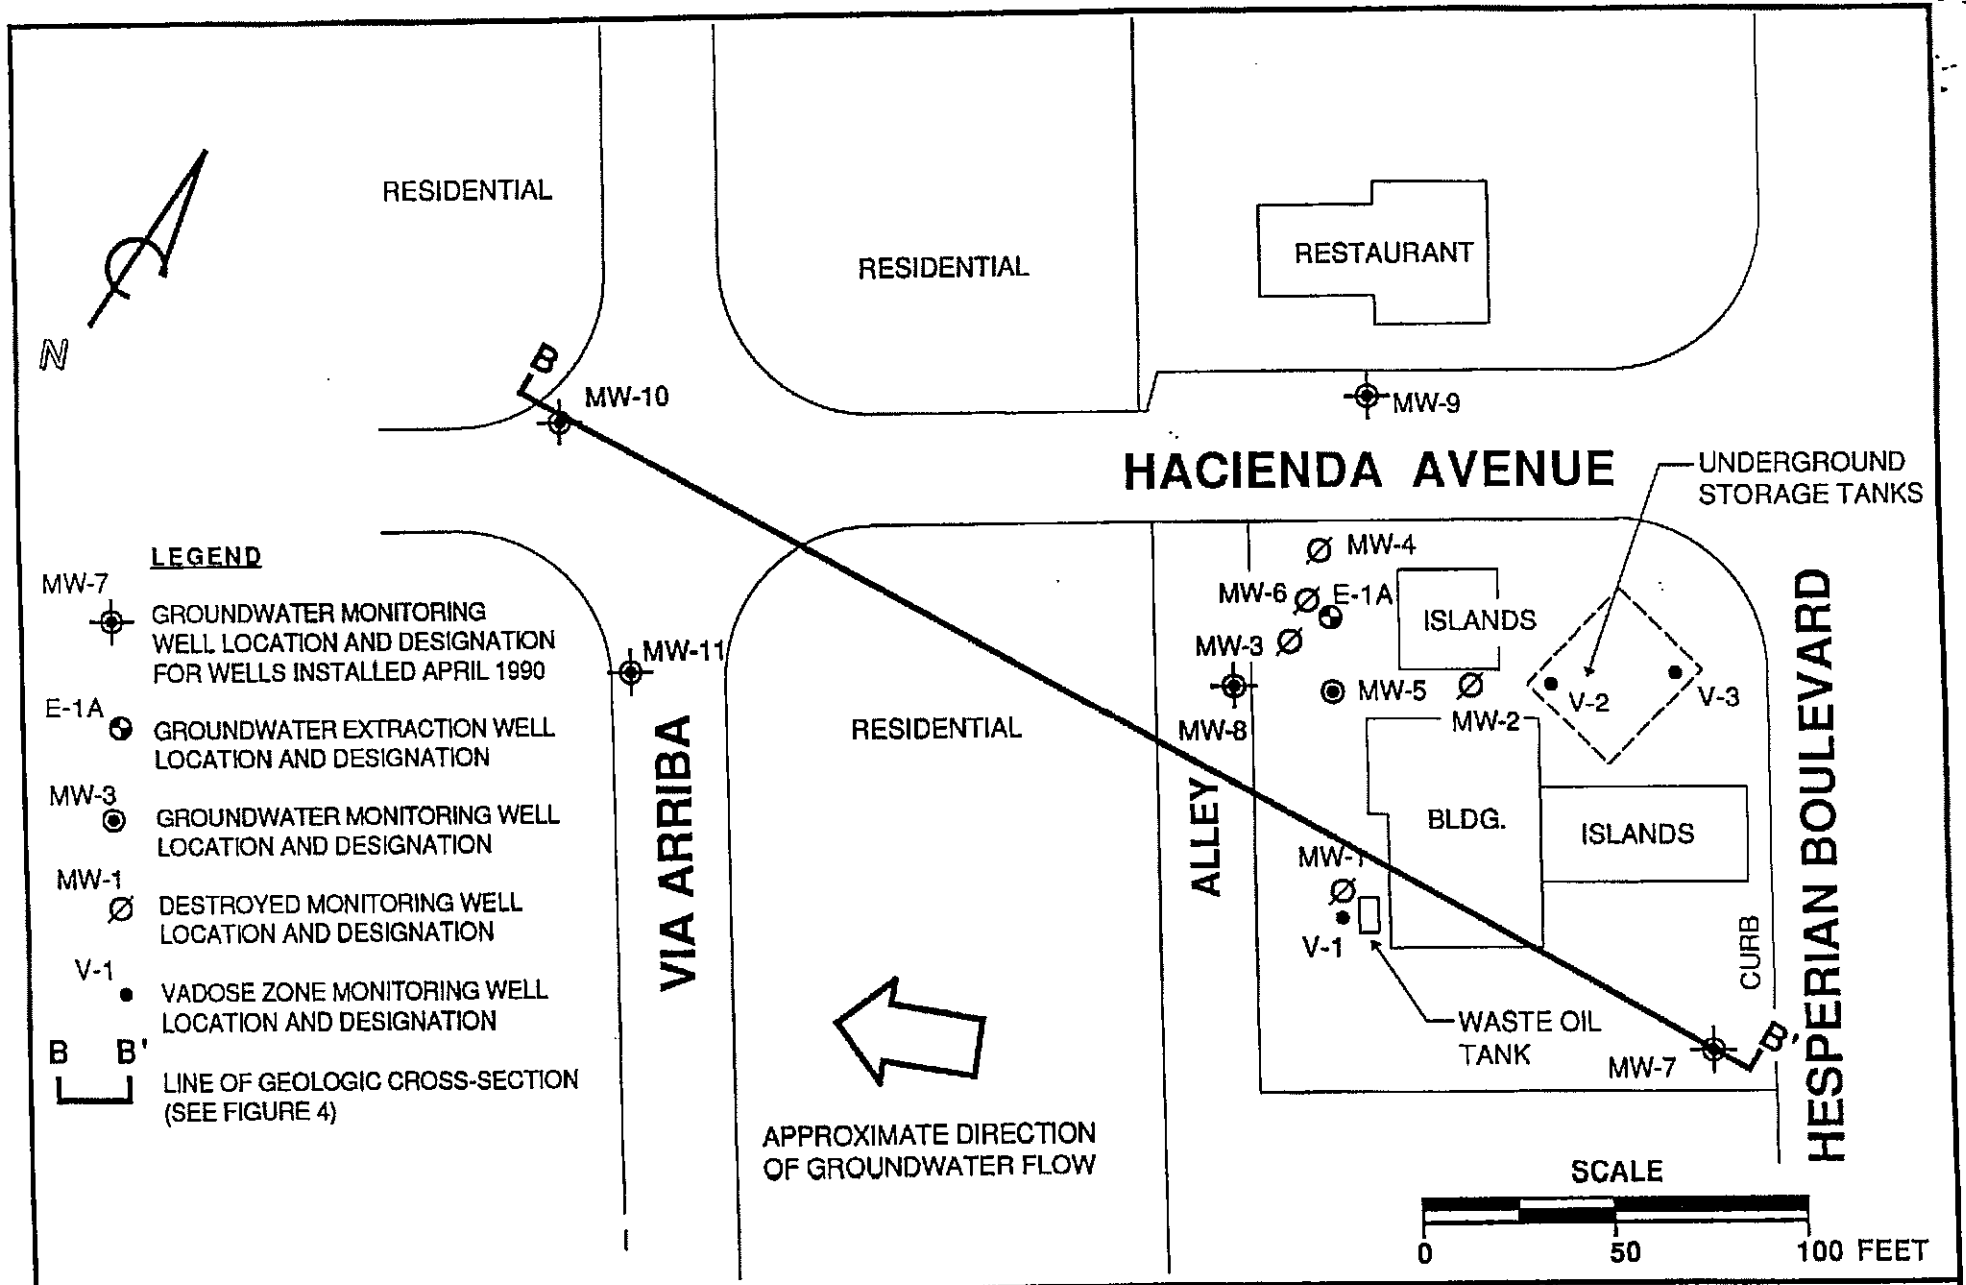 RESIDENTIAL
RESIDENTIAL
RESTAURANT
N
B
MW-10
MW-9
HACIENDA AVENUE
UNDERGROUND
STORAGE TANKS
MW-4
MW-6
E-1A
ISLANDS
MW-3
MW-11
MW-5
V-2
V-3
MW-2
MW-8
RESIDENTIAL
VIA ARRIBA
ALLEY
BLDG.
ISLANDS
MW-1
V-1
WASTE OIL
TANK
CURB
HESPERIAN BOULEVARD
MW-7
B'
LEGEND
MW-7
GROUNDWATER MONITORING
WELL LOCATION AND DESIGNATION
FOR WELLS INSTALLED APRIL 1990
E-1A
GROUNDWATER EXTRACTION WELL
LOCATION AND DESIGNATION
MW-3
GROUNDWATER MONITORING WELL
LOCATION AND DESIGNATION
MW-1
DESTROYED MONITORING WELL
LOCATION AND DESIGNATION
V-1
VADOSE ZONE MONITORING WELL
LOCATION AND DESIGNATION
B B'
LINE OF GEOLOGIC CROSS-SECTION
(SEE FIGURE 4)
APPROXIMATE DIRECTION
OF GROUNDWATER FLOW
SCALE
0 50 100 FEET